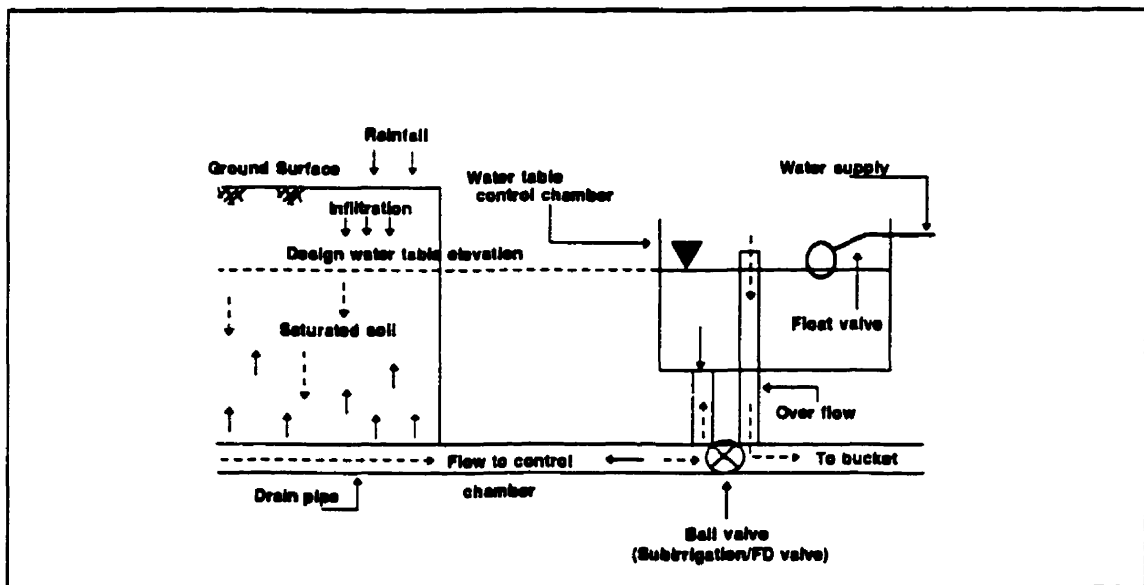 Rainfall
Ground Surface
Water table
control chamber
Water supply
Infiltration
Design water table elevation
Saturated soil
Float valve
Over flow
Flow to control
chamber
To bucket
Drain pipe
Ball valve
(Subirrigation/FD valve)